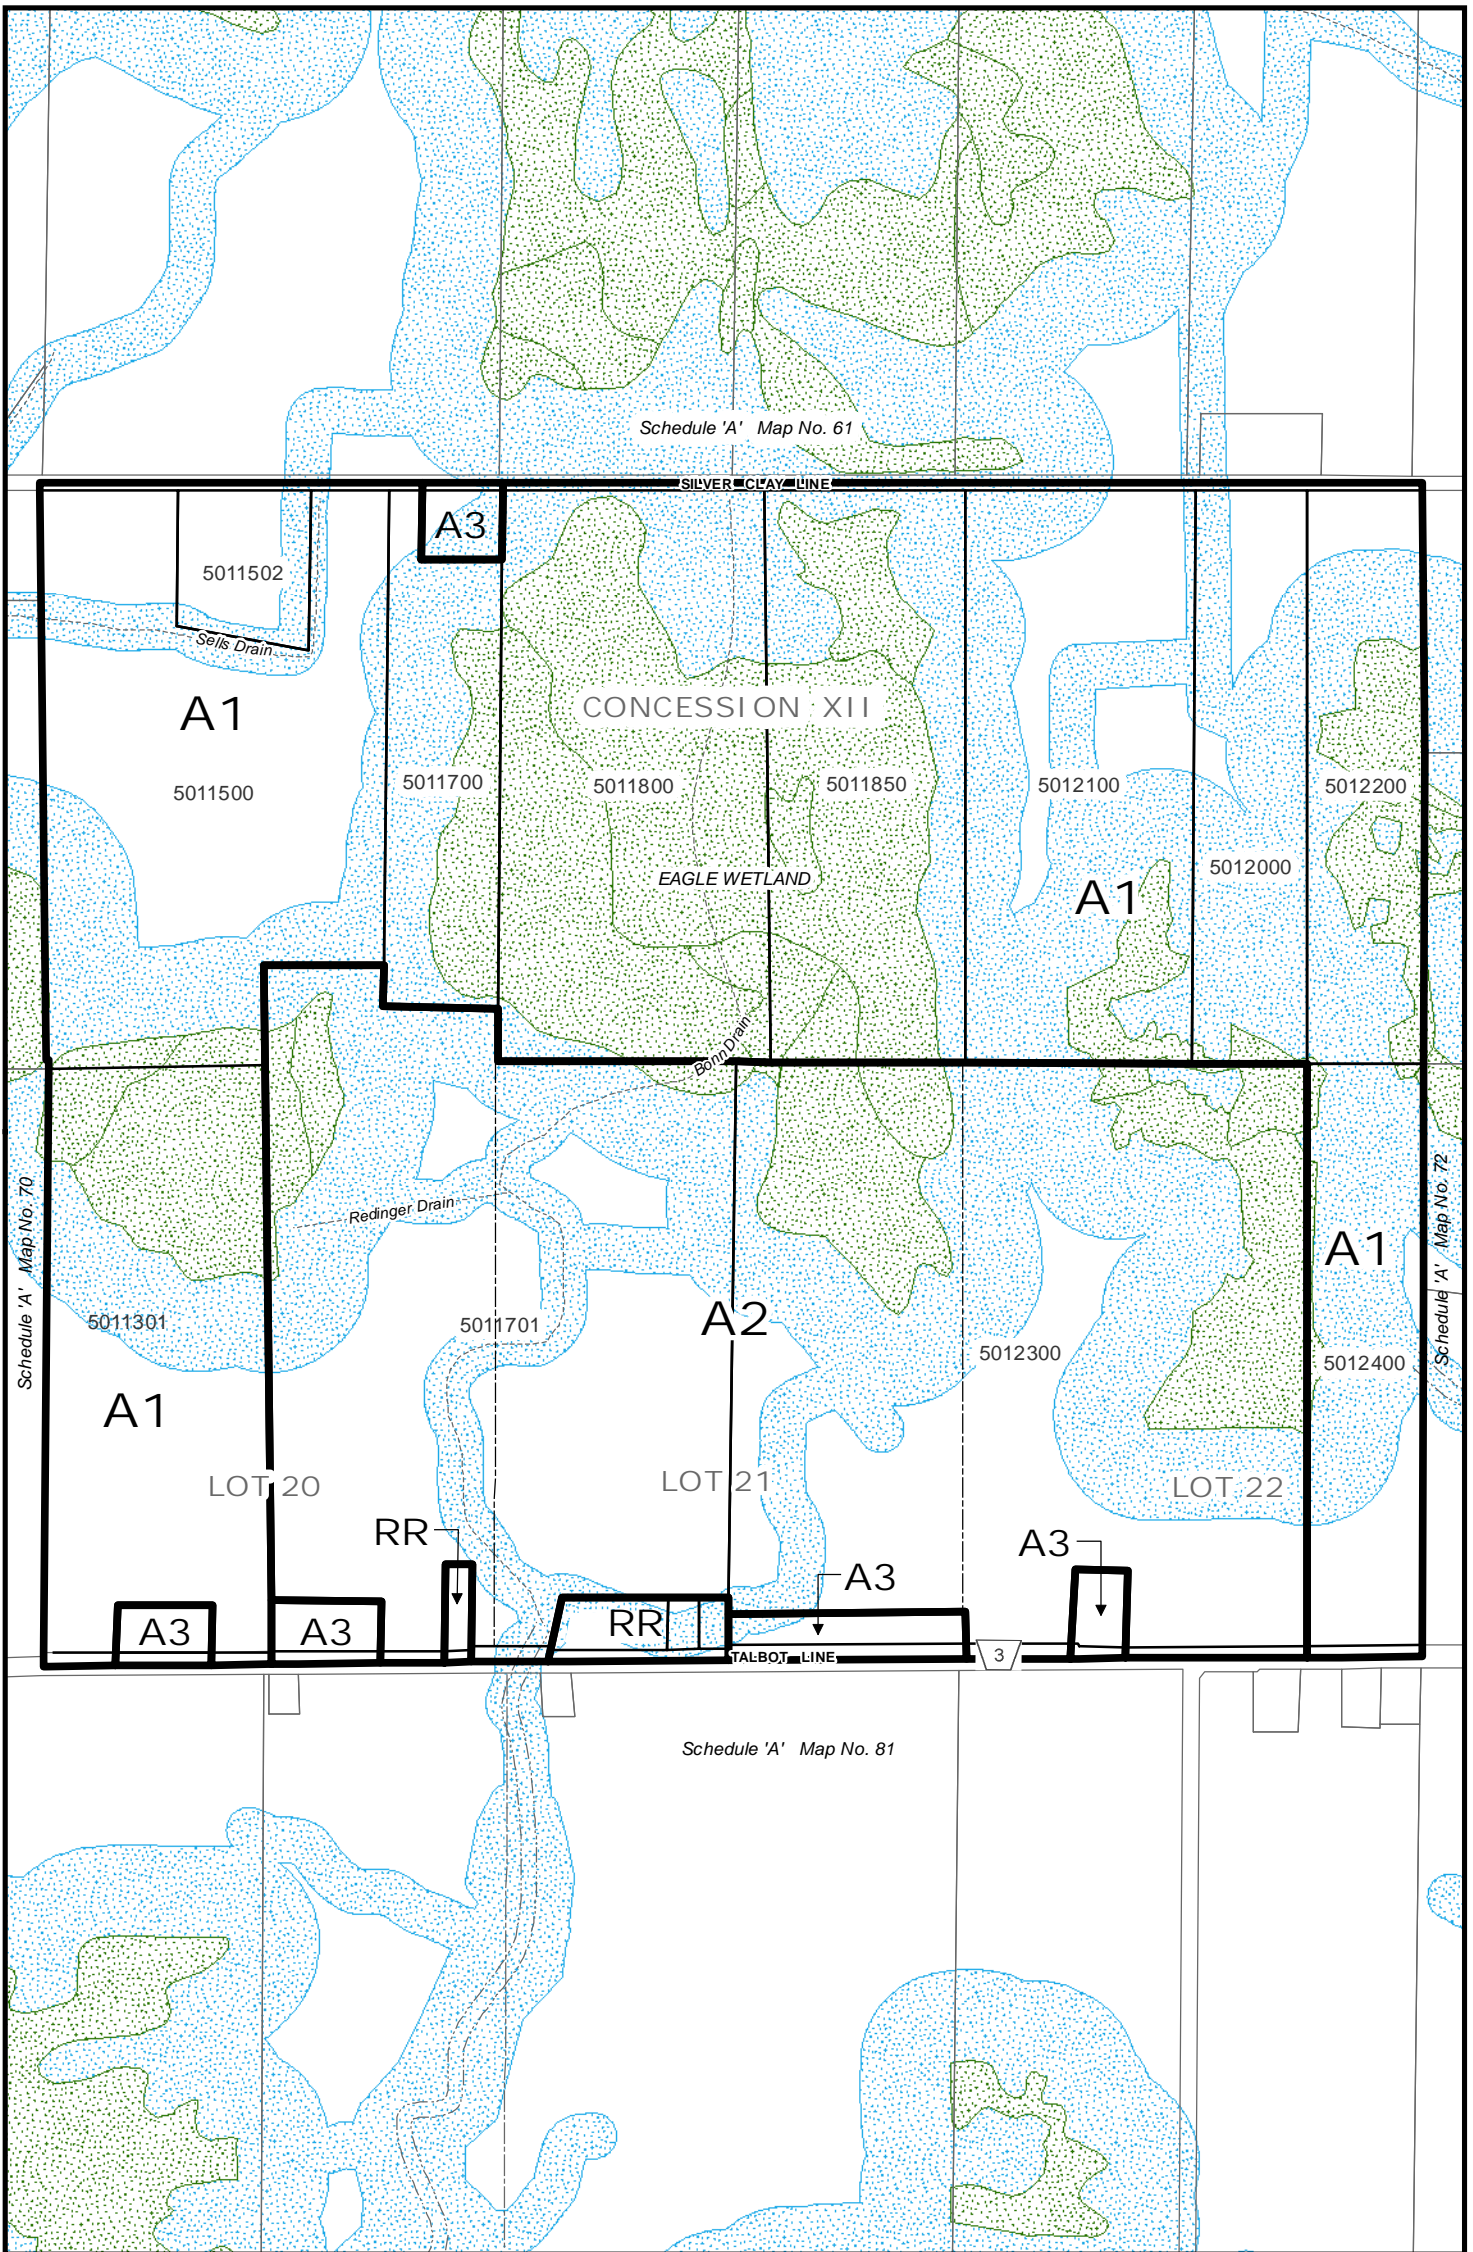 Schedule 'A' Map No. 61
SILVER CLAY LINE
A3
5011502
Sells Drain
A1
CONCESSION XII
5011500
5011700
5011800
5011850
5012100
5012200
5012000
EAGLE WETLAND
A1
Bonn Drain
Schedule 'A' Map No. 70
Schedule 'A' Map No. 72
Redinger Drain
A1
5011301
5011701
A2
5012300
5012400
A1
LOT 20
LOT 21
LOT 22
RR
A3
A3
A3
A3
RR
TALBOT LINE
3
Schedule 'A' Map No. 81